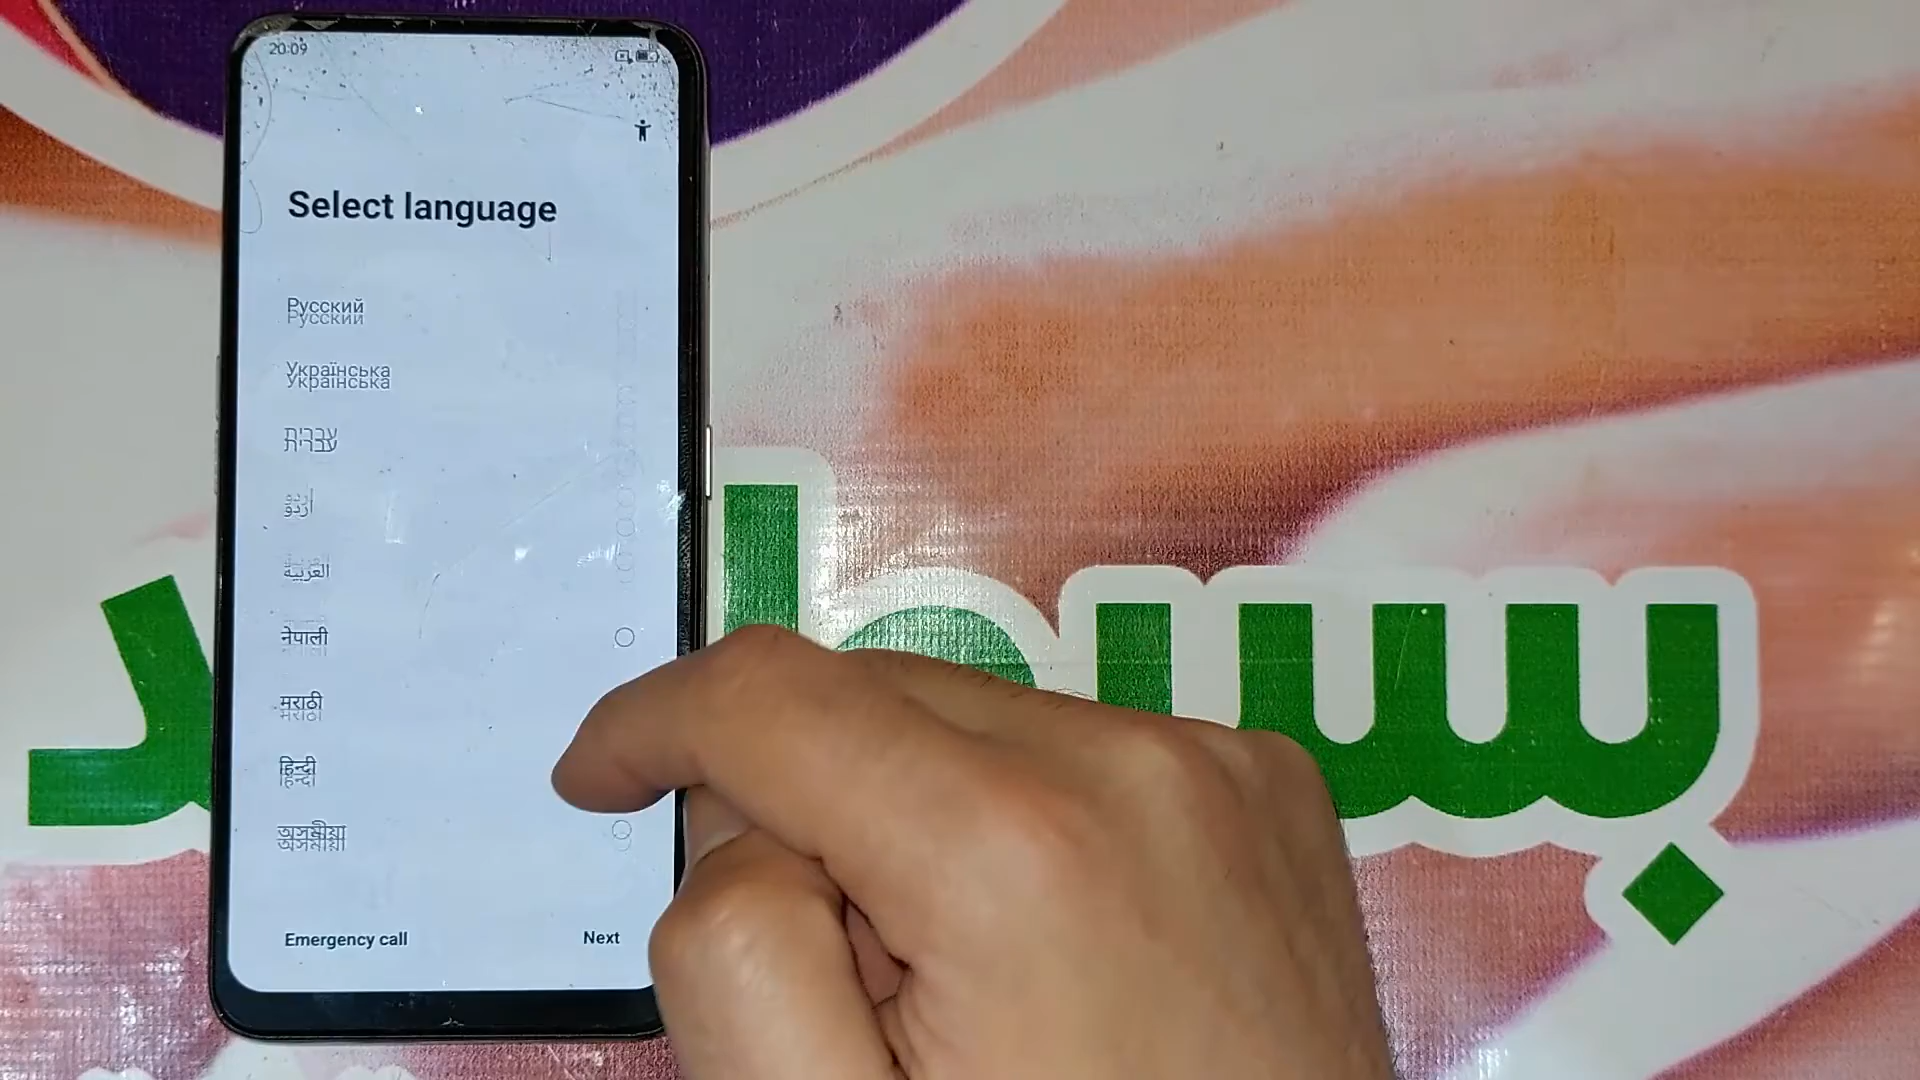 20:09
Select language
Русский
Українська
עברית
اردو
العربية
नेपाली
मराठी
हिन्दी
অসমীয়া
Emergency call
Next